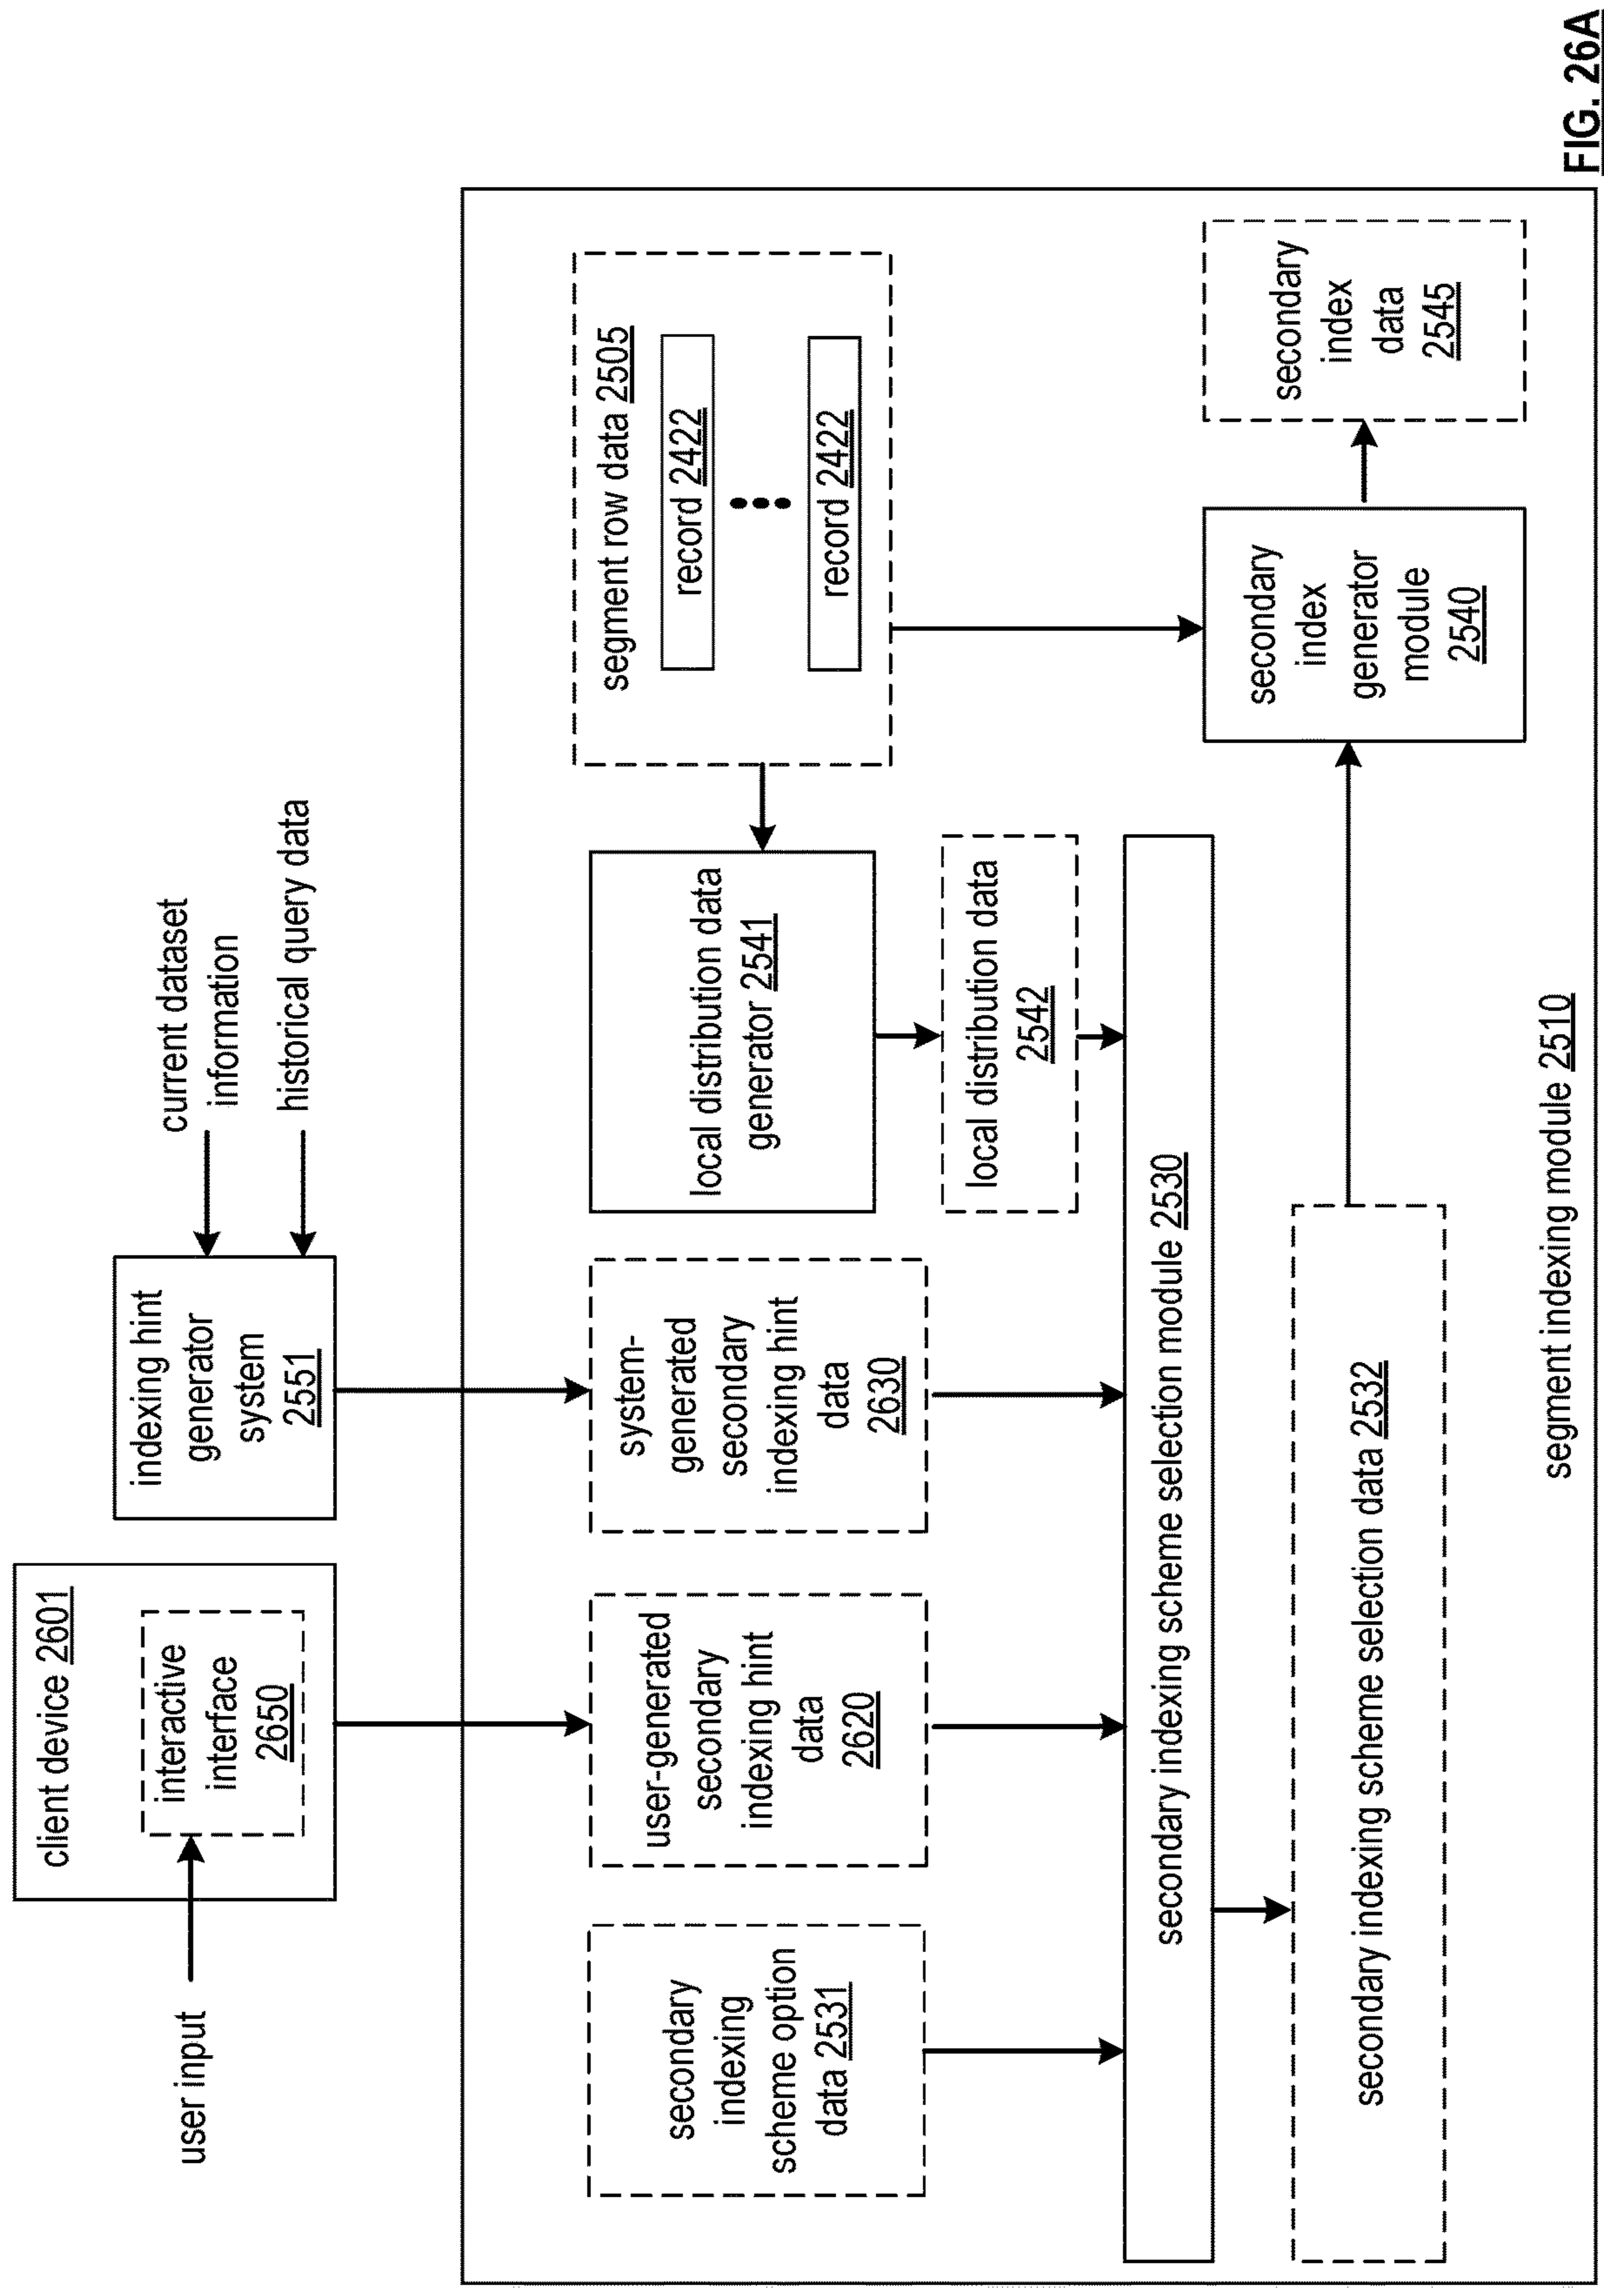 client device 2601
user input
interactive
interface
2650
indexing hint
generator
system
2551
current dataset
information
historical query data
secondary
indexing
scheme option
data 2531
user-generated
secondary
indexing hint
data
2620
system-
generated
secondary
indexing hint
data
2630
local distribution data
generator 2541
local distribution data
2542
segment row data 2505
record 2422
record 2422
secondary indexing scheme selection module 2530
secondary indexing scheme selection data 2532
secondary
index
generator
module
2540
secondary
index
data
2545
segment indexing module 2510
FIG. 26A